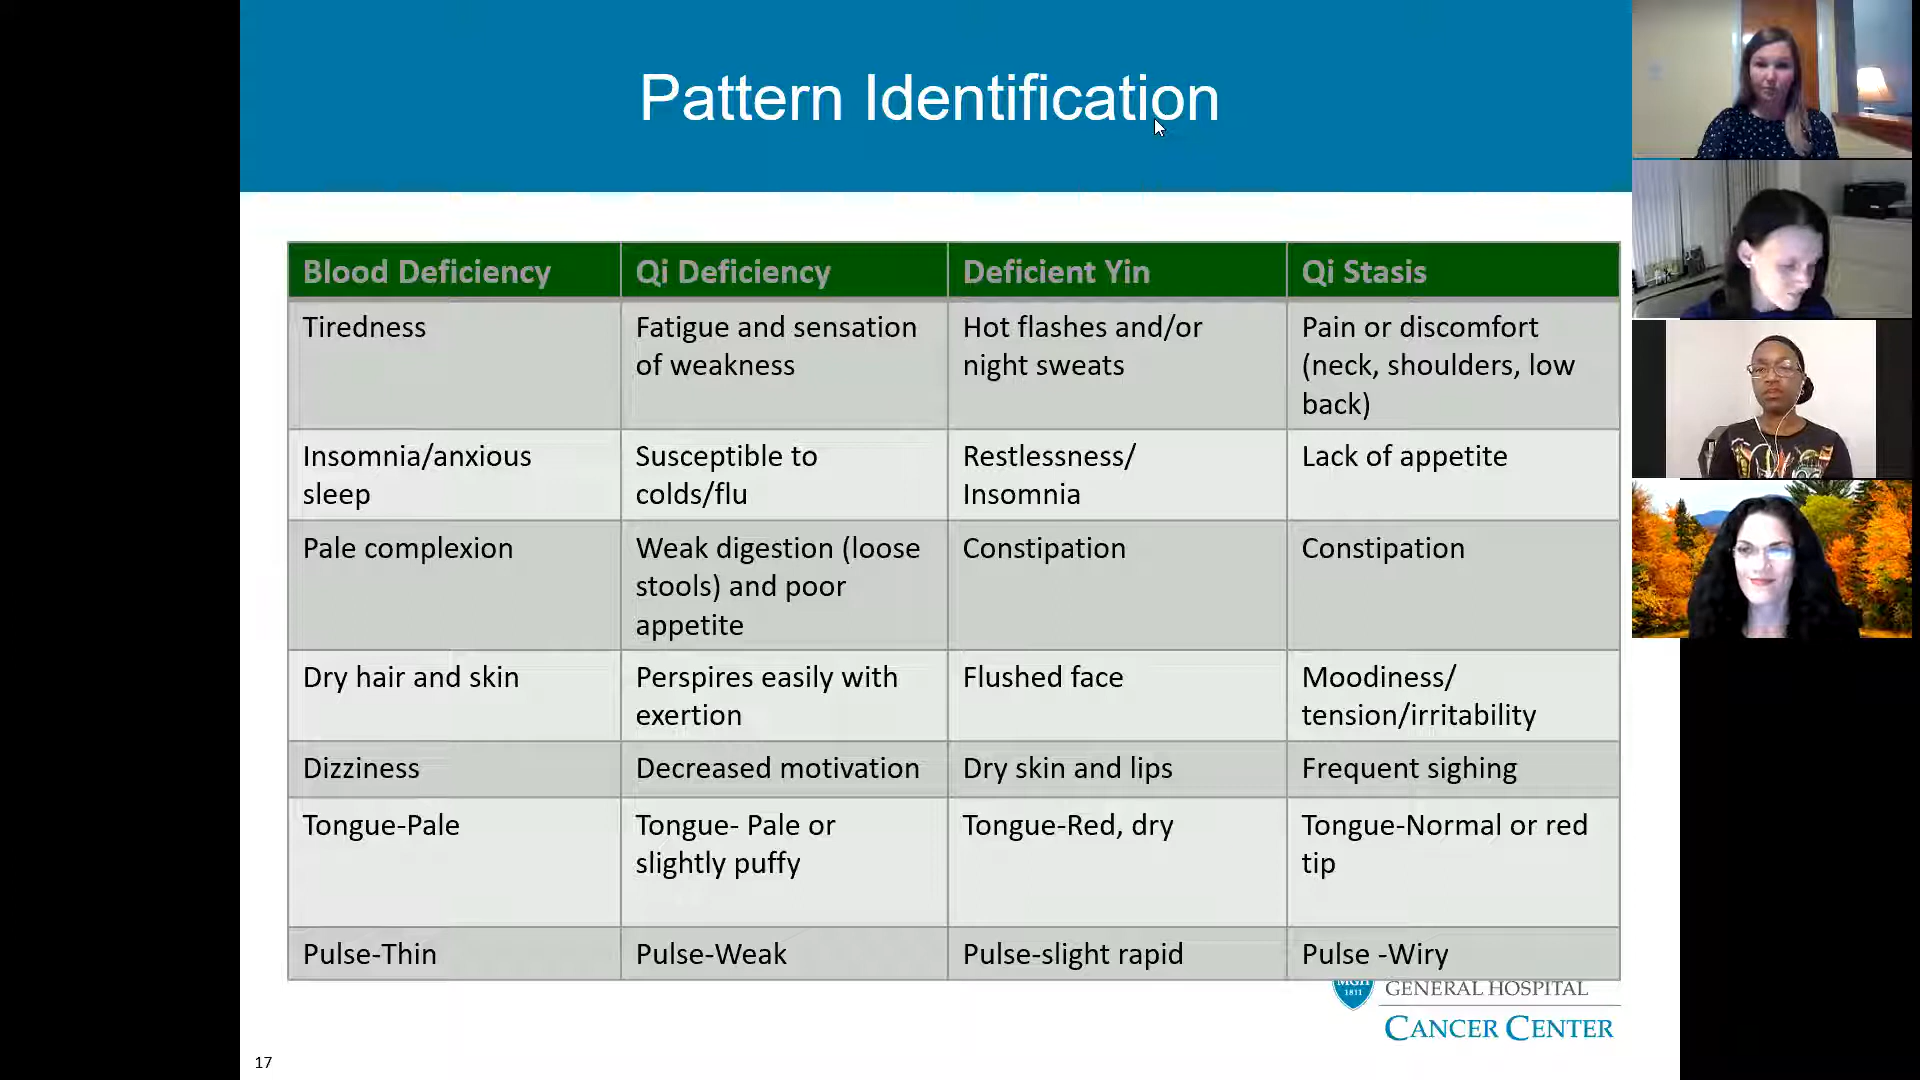 Pattern Identification
Blood Deficiency
Qi Deficiency
Deficient Yin
Qi Stasis
Tiredness
Fatigue and sensation
of weakness
Hot flashes and/or
night sweats
Pain or discomfort
(neck, shoulders, low
back)
Insomnia/anxious
sleep
Susceptible to
colds/flu
Restlessness/
Insomnia
Lack of appetite
Pale complexion
Weak digestion (loose
stools) and poor
appetite
Constipation
Constipation
Dry hair and skin
Perspires easily with
exertion
Flushed face
Moodiness/
tension/irritability
Dizziness
Decreased motivation
Dry skin and lips
Frequent sighing
Tongue-Pale
Tongue- Pale or
slightly puffy
Tongue-Red, dry
Tongue-Normal or red
tip
Pulse-Thin
Pulse-Weak
Pulse-slight rapid
Pulse -Wiry
MGH
1811
GENERAL HOSPITAL
CANCER CENTER
17